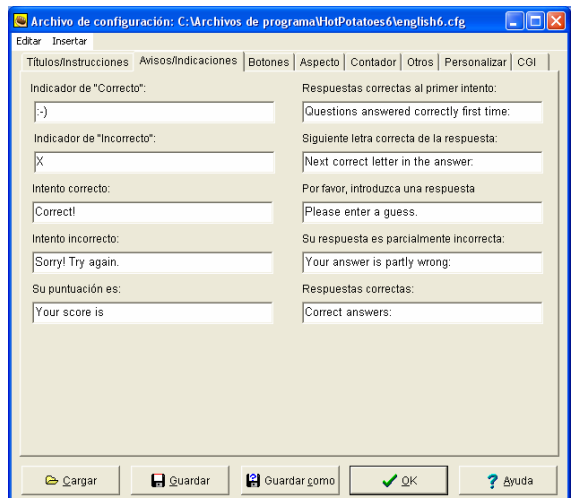 Archivo de configuración: C:\Archivos de programa\HotPotatoes6\english6.cfg
Editar Insertar
Títulos/Instrucciones Avisos/Indicaciones Botones Aspecto Contador Otros Personalizar CGI
Indicador de "Correcto":
:-)
Indicador de "Incorrecto":
X
Intento correcto:
Correct!
Intento incorrecto:
Sorry! Try again.
Su puntuación es:
Your score is
Respuestas correctas al primer intento:
Questions answered correctly first time:
Siguiente letra correcta de la respuesta:
Next correct letter in the answer:
Por favor, introduzca una respuesta
Please enter a guess.
Su respuesta es parcialmente incorrecta:
Your answer is partly wrong:
Respuestas correctas:
Correct answers:
Cargar Guardar Guardar como OK Ayuda